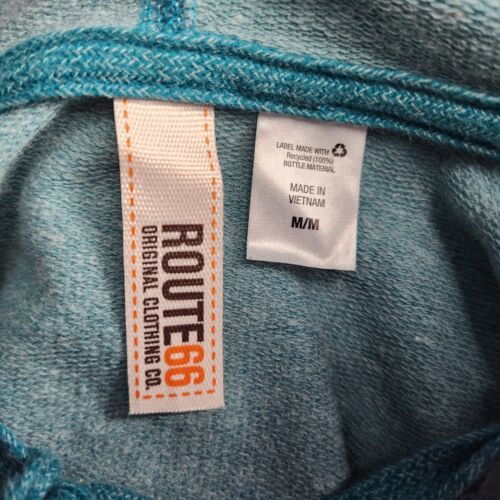 ROUTE66
ORIGINAL CLOTHING CO.
LABEL MADE WITH
Recycled (100%)
BOTTLE MATERIAL
MADE IN
VIETNAM
M/M